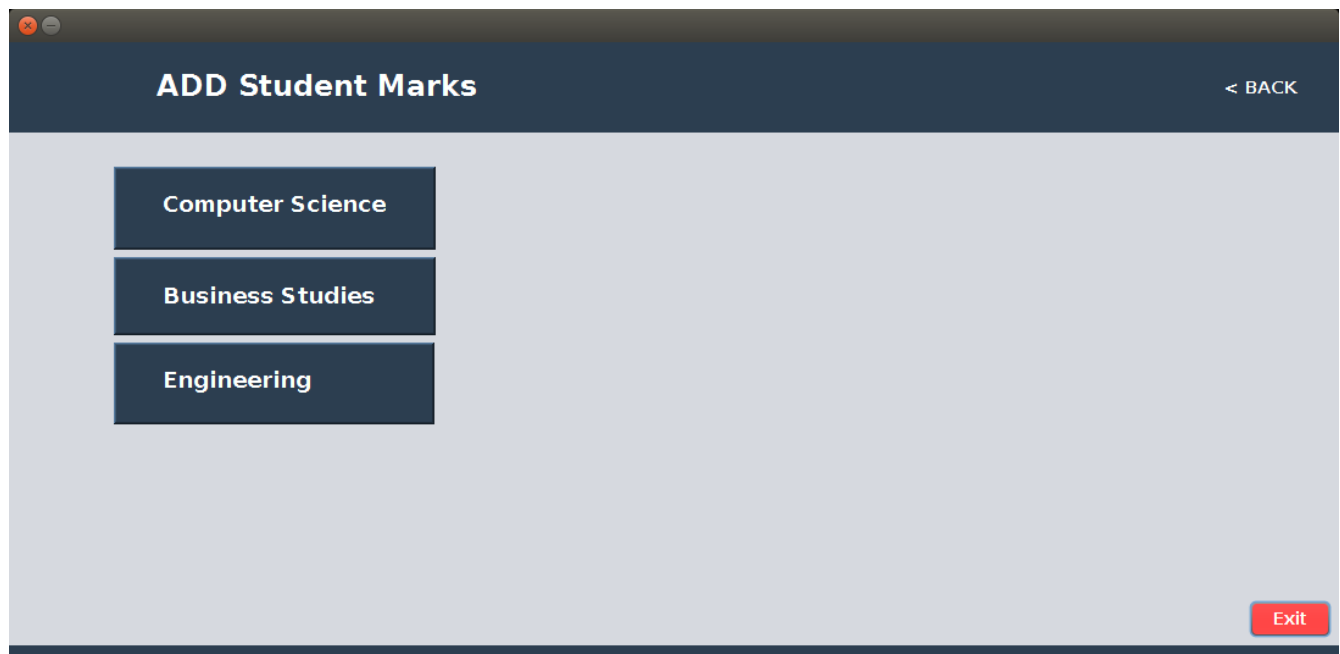 ADD Student Marks
< BACK
Computer Science
Business Studies
Engineering
Exit